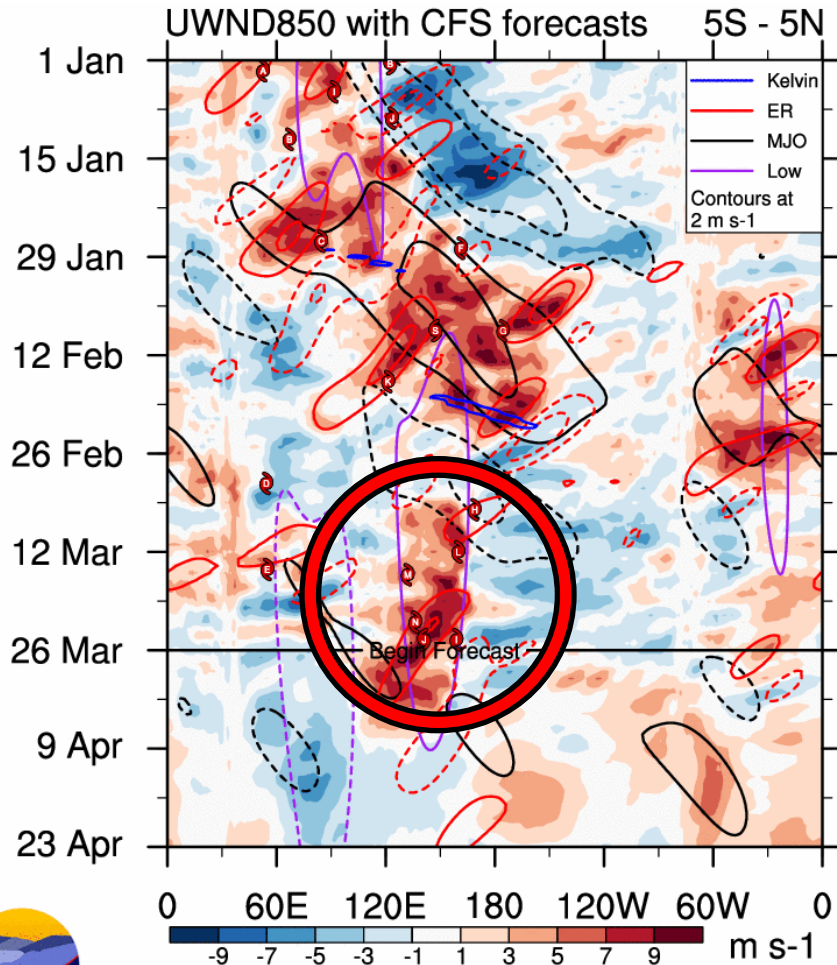 UWND850 with CFS forecasts 5S - 5N
1 Jan
15 Jan
29 Jan
12 Feb
26 Feb
12 Mar
26 Mar
9 Apr
23 Apr
Kelvin
ER
MJO
Low
Contours at
2 m s-1
A
B
I
J
B
C
F
S
G
K
D
H
L
E
M
N
J
I
Begin Forecast
0 60E 120E 180 120W 60W 0
-9 -7 -5 -3 -1 1 3 5 7 9 m s-1